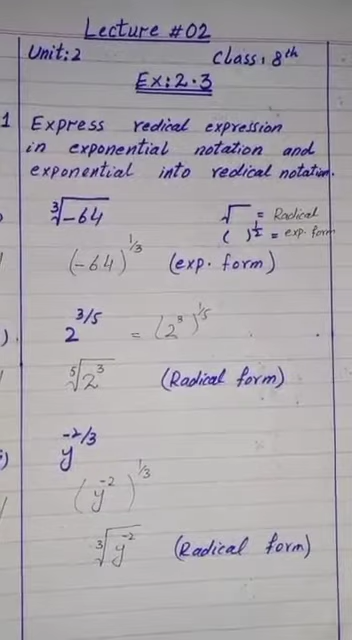 Lecture #02
Unit:2 Class: 8th
Ex: 2.3
1 Express redical expression
in exponential notation and
exponential into redical notation.
∛-64 √ = Radical
( )^1/2 = exp. form
(-64)^1/3 (exp. form)
2^3/5 = (2^3)^1/5
⁵√2^3 (Radical form)
y^-2/3
(y^-2)^1/3
∛y^-2 (Radical form)